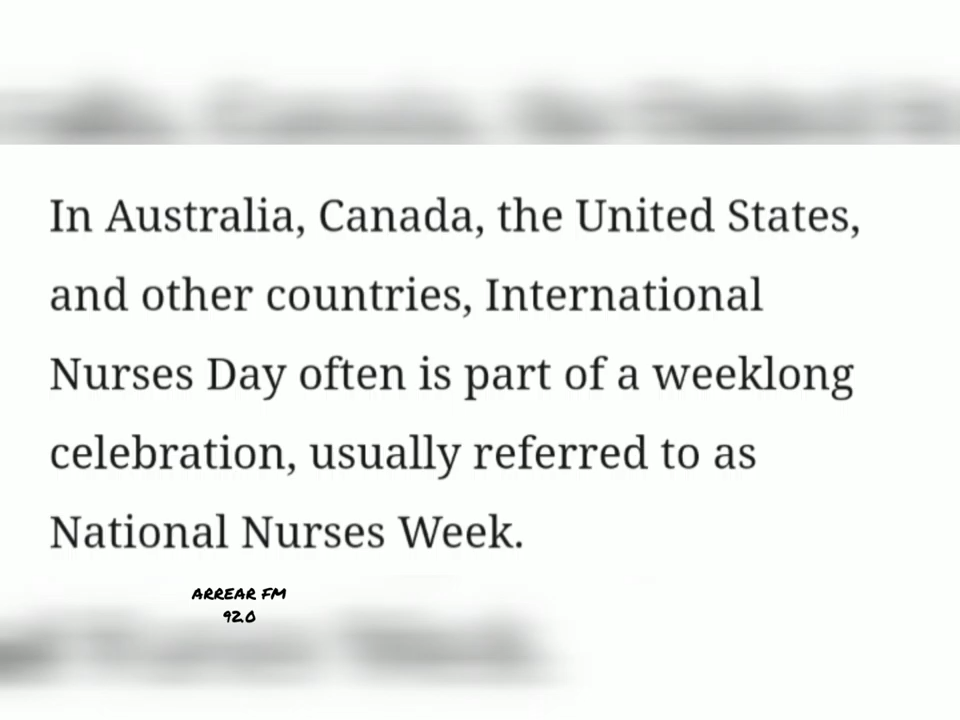 In Australia, Canada, the United States,
and other countries, International
Nurses Day often is part of a weeklong
celebration, usually referred to as
National Nurses Week.
ARREAR FM
92.0